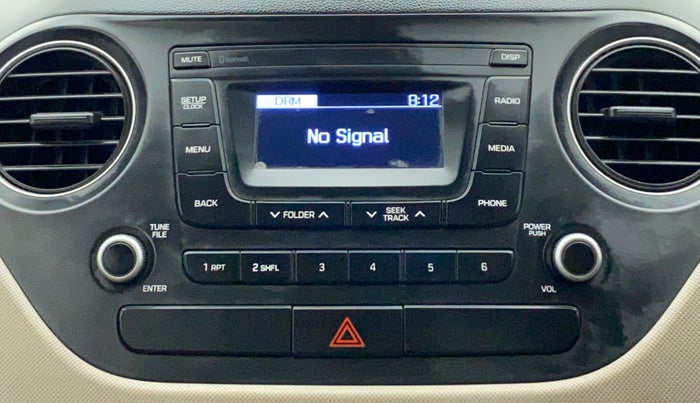 MUTE
bluetooth
DISP
SETUP
CLOCK
DRM
8:12
RADIO
No Signal
MENU
MEDIA
BACK
FOLDER
SEEK
TRACK
PHONE
TUNE
FILE
POWER
PUSH
1 RPT
2 SHFL
3
4
5
6
ENTER
VOL